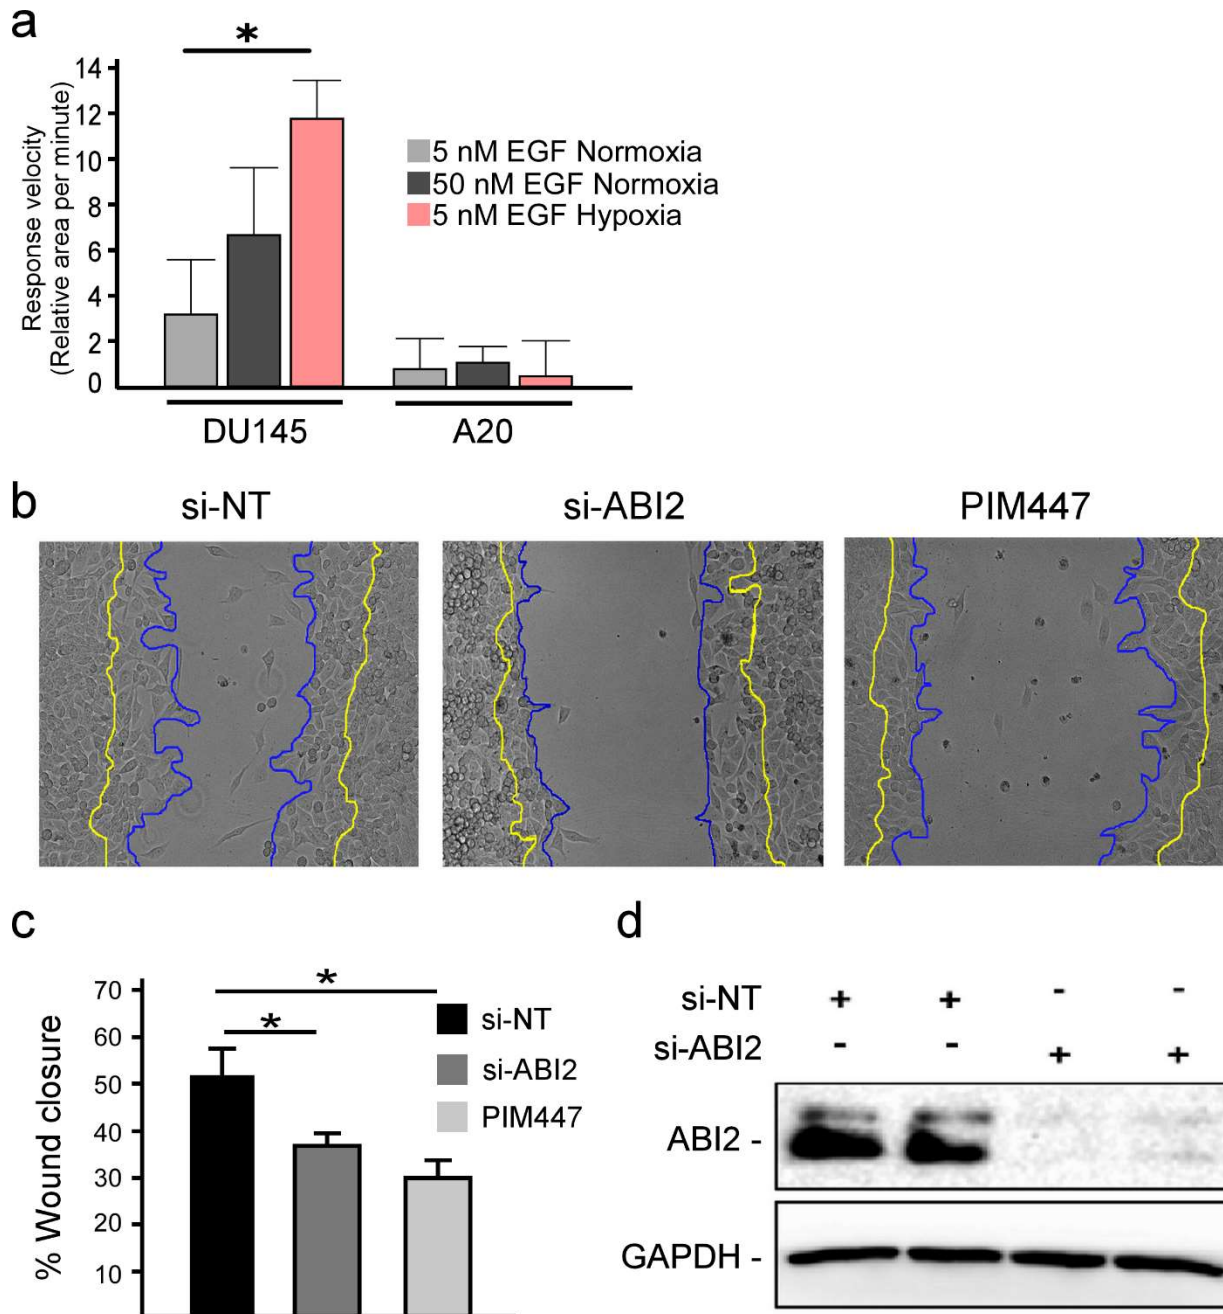 a
*
Response velocity
(Relative area per minute)
14
12
10
8
6
4
2
0
5 nM EGF Normoxia
50 nM EGF Normoxia
5 nM EGF Hypoxia
DU145
A20
b
si-NT
si-ABI2
PIM447
c
% Wound closure
70
60
50
40
30
20
10
*
*
si-NT
si-ABI2
PIM447
d
si-NT + + - -
si-ABI2 - - + +
ABI2 -
GAPDH -